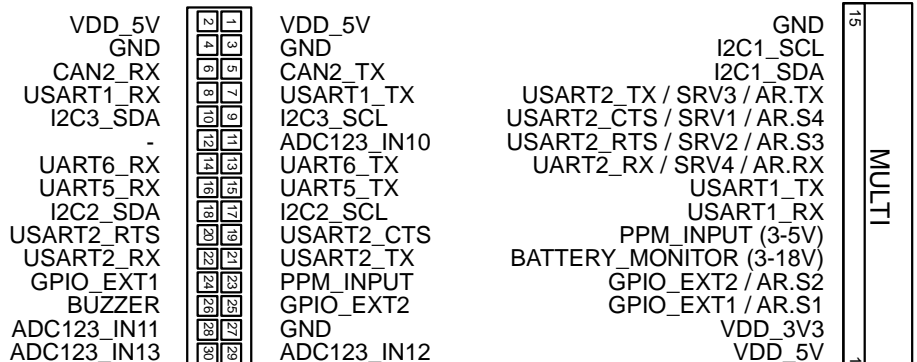 VDD_5V 2 1 VDD_5V GND 15
GND 4 3 GND I2C1_SCL
CAN2_RX 6 5 CAN2_TX I2C1_SDA
USART1_RX 8 7 USART1_TX USART2_TX / SRV3 / AR.TX
I2C3_SDA 10 9 I2C3_SCL USART2_CTS / SRV1 / AR.S4
- 12 11 ADC123_IN10 USART2_RTS / SRV2 / AR.S3
UART6_RX 14 13 UART6_TX UART2_RX / SRV4 / AR.RX
UART5_RX 16 15 UART5_TX USART1_TX
I2C2_SDA 18 17 I2C2_SCL USART1_RX
USART2_RTS 20 19 USART2_CTS PPM_INPUT (3-5V)
USART2_RX 22 21 USART2_TX BATTERY_MONITOR (3-18V)
GPIO_EXT1 24 23 PPM_INPUT GPIO_EXT2 / AR.S2
BUZZER 26 25 GPIO_EXT2 GPIO_EXT1 / AR.S1
ADC123_IN11 28 27 GND VDD_3V3
ADC123_IN13 30 29 ADC123_IN12 VDD_5V
MULTI